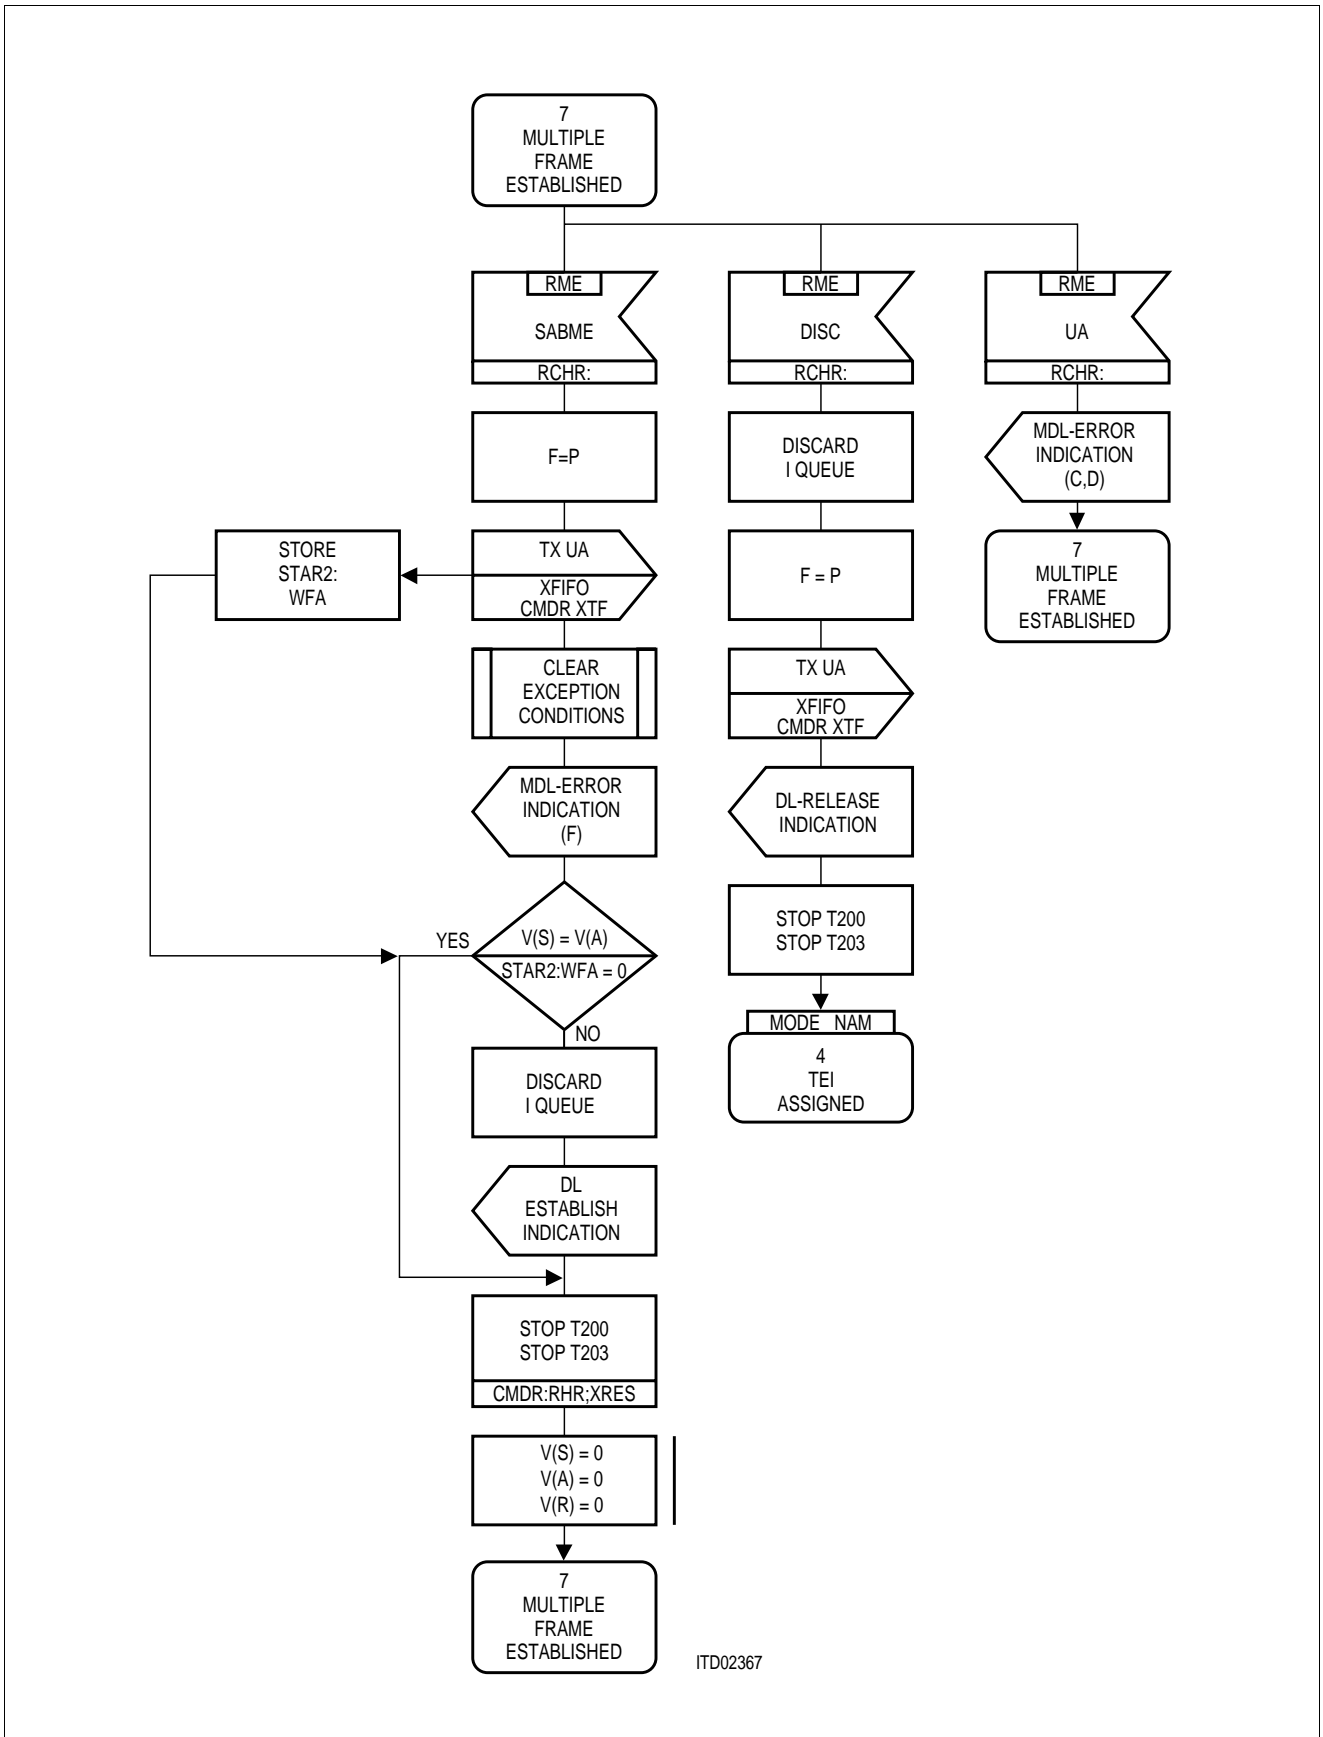 7
MULTIPLE
FRAME
ESTABLISHED
RME
SABME
RCHR:
RME
DISC
RCHR:
RME
UA
RCHR:
F=P
DISCARD
I QUEUE
MDL-ERROR
INDICATION
(C,D)
STORE
STAR2:
WFA
TX UA
XFIFO
CMDR XTF
F = P
7
MULTIPLE
FRAME
ESTABLISHED
CLEAR
EXCEPTION
CONDITIONS
TX UA
XFIFO
CMDR XTF
MDL-ERROR
INDICATION
(F)
DL-RELEASE
INDICATION
YES
V(S) = V(A)
STAR2:WFA = 0
NO
STOP T200
STOP T203
MODE NAM
4
TEI
ASSIGNED
DISCARD
I QUEUE
DL
ESTABLISH
INDICATION
STOP T200
STOP T203
CMDR:RHR;XRES
V(S) = 0
V(A) = 0
V(R) = 0
7
MULTIPLE
FRAME
ESTABLISHED
ITD02367